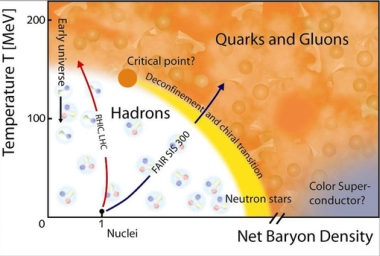 Temperature T [MeV]
200
100
0
Early universe
Critical point?
Quarks and Gluons
Deconfinement and chiral transition
Hadrons
RHIC, LHC
FAIR SIS 300
Neutron stars
Color Super-
conductor?
1
Nuclei
Net Baryon Density